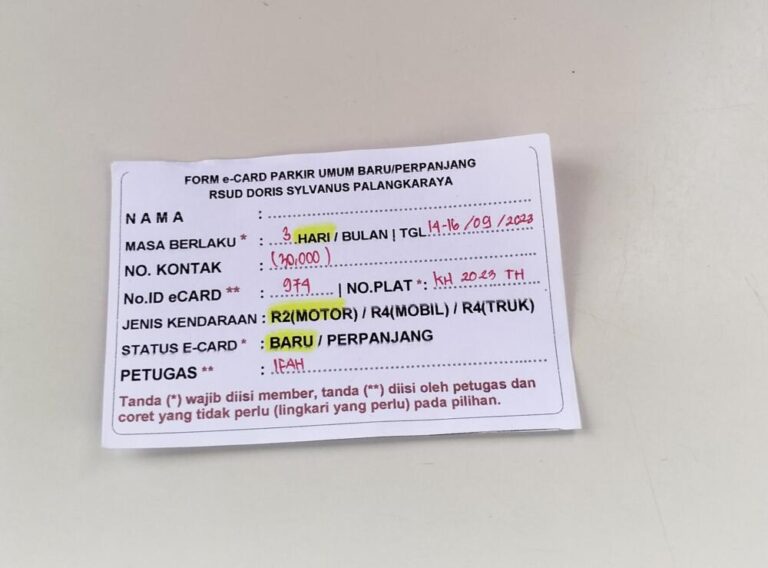 FORM e-CARD PARKIR UMUM BARU/PERPANJANG
RSUD DORIS SYLVANUS PALANGKARAYA
NAMA :
MASA BERLAKU * : 3 HARI / BULAN | TGL 14-16 / 09 / 2023
NO. KONTAK : (30,000)
No.ID eCARD ** : 974 | NO.PLAT *: KH 2023 TH
JENIS KENDARAAN : R2(MOTOR) / R4(MOBIL) / R4(TRUK)
STATUS E-CARD * : BARU / PERPANJANG
PETUGAS ** : IFAH
Tanda (*) wajib diisi member, tanda (**) diisi oleh petugas dan
coret yang tidak perlu (lingkari yang perlu) pada pilihan.